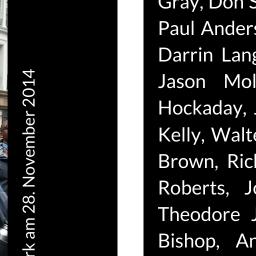 rk am 28. November 2014
Gray, Don S
Paul Anders
Darrin Lang
Jason Mol
Hockaday, J
Kelly, Walte
Brown, Rich
Roberts, Jo
Theodore J
Bishop, An